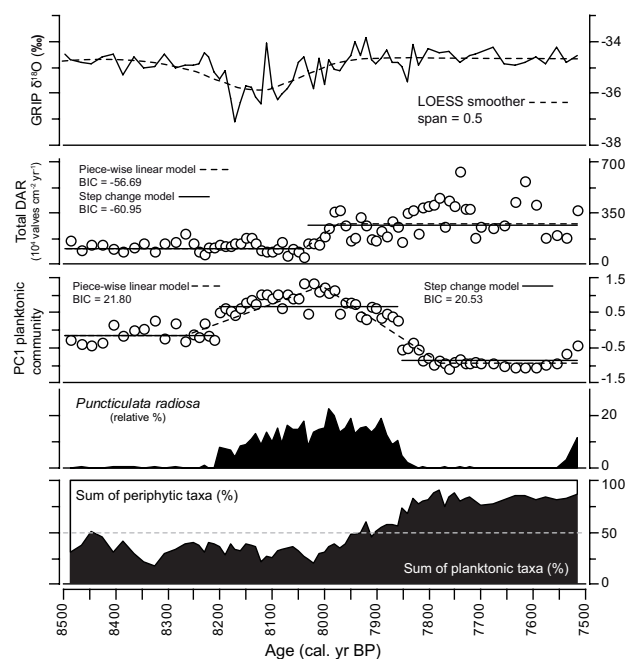 GRIP δ18O (‰)
-34
-36
-38
LOESS smoother
span = 0.5
Total DAR
(10⁴ valves cm⁻² yr⁻¹)
Piece-wise linear model
BIC = -56.69
Step change model
BIC = -60.95
700
350
0
PC1 planktonic
community
Piece-wise linear model
BIC = 21.80
Step change model
BIC = 20.53
1.5
0.5
-0.5
-1.5
Puncticulata radiosa
(relative %)
20
0
Sum of periphytic taxa (%)
Sum of planktonic taxa (%)
100
50
0
8500
8400
8300
8200
8100
8000
7900
7800
7700
7600
7500
Age (cal. yr BP)